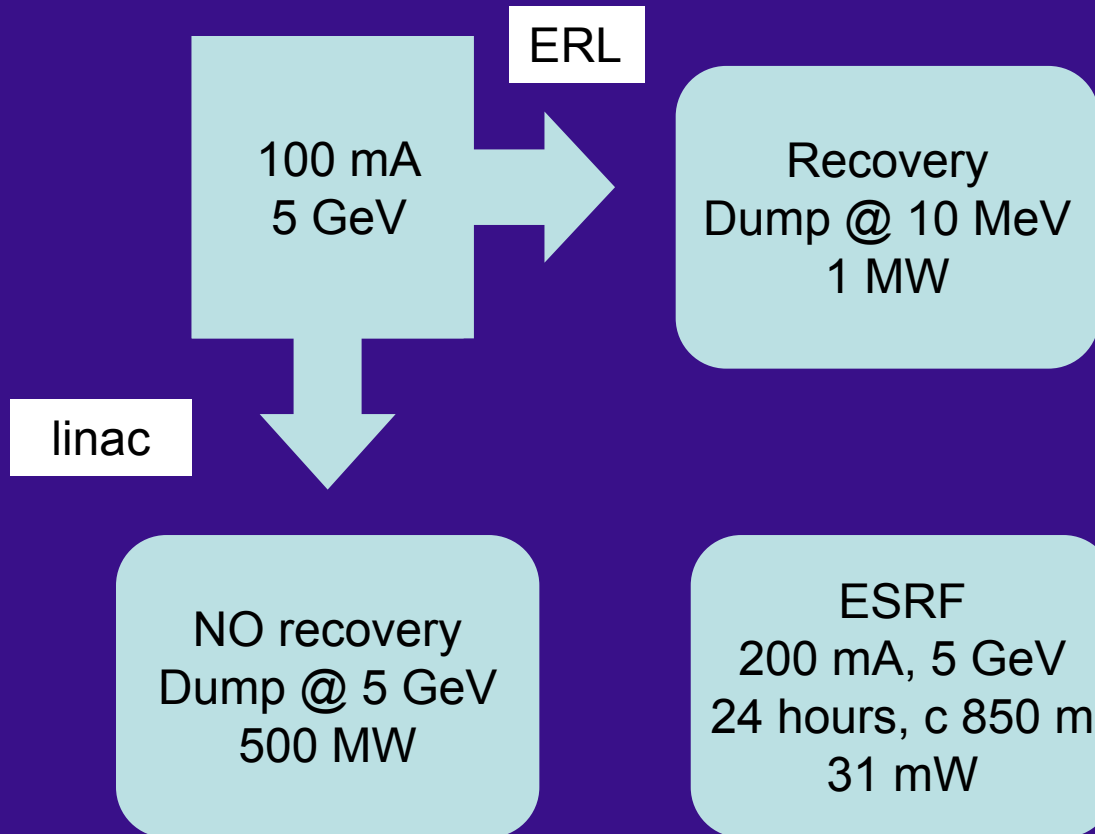 ERL
100 mA
5 GeV
Recovery
Dump @ 10 MeV
1 MW
linac
NO recovery
Dump @ 5 GeV
500 MW
ESRF
200 mA, 5 GeV
24 hours, c 850 m
31 mW